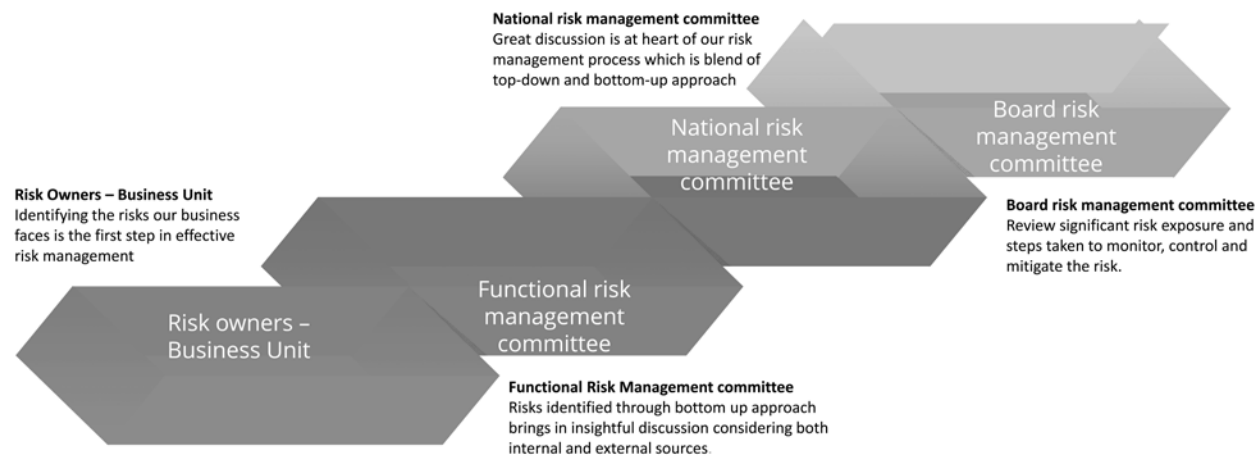 National risk management committee
Great discussion is at heart of our risk
management process which is blend of
top-down and bottom-up approach
Board risk
management
committee
National risk
management
committee
Risk Owners – Business Unit
Identifying the risks our business
faces is the first step in effective
risk management
Board risk management committee
Review significant risk exposure and
steps taken to monitor, control and
mitigate the risk.
Functional risk
management
committee
Risk owners –
Business Unit
Functional Risk Management committee
Risks identified through bottom up approach
brings in insightful discussion considering both
internal and external sources.